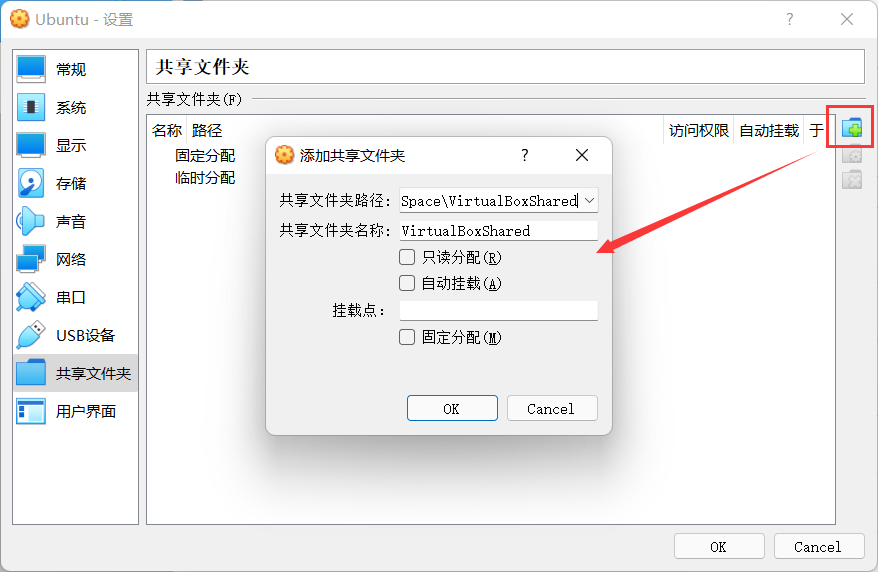 Ubuntu - 设置
常规
系统
显示
存储
声音
网络
串口
USB设备
共享文件夹
用户界面
共享文件夹
共享文件夹(F)
名称 路径 访问权限 自动挂载 于
固定分配
临时分配
添加共享文件夹
共享文件夹路径: Space\VirtualBoxShared
共享文件夹名称: VirtualBoxShared
只读分配(R)
自动挂载(A)
挂载点:
固定分配(M)
OK Cancel
OK Cancel